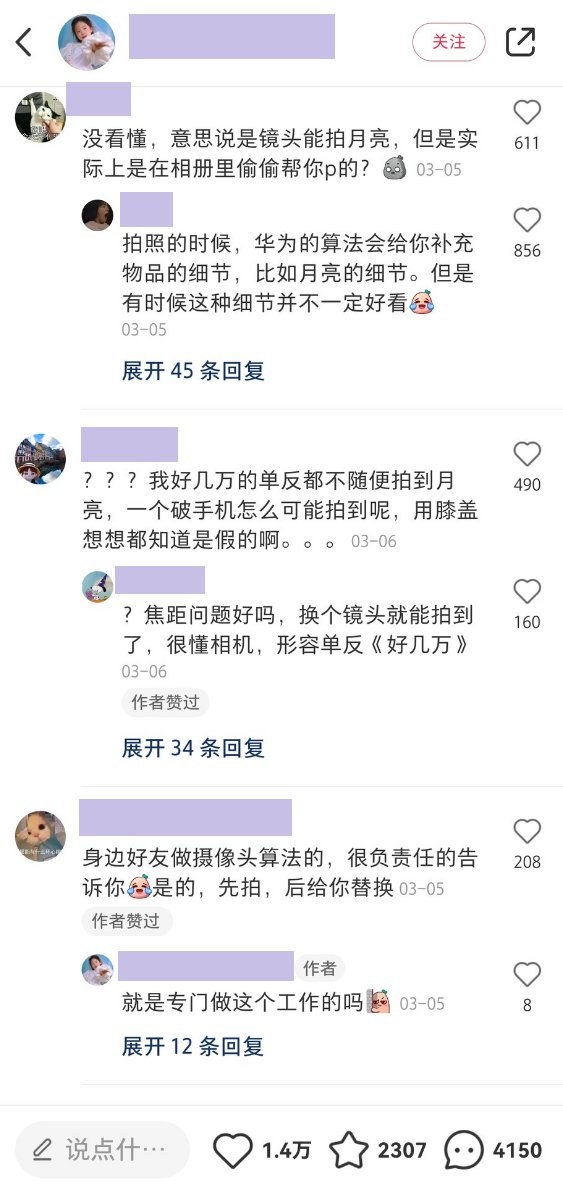 关注
没看懂，意思说是镜头能拍月亮，但是实
际上是在相册里偷偷帮你p的？ 03-05
611
拍照的时候，华为的算法会给你补充
物品的细节，比如月亮的细节。但是
有时候这种细节并不一定好看
03-05
856
展开 45 条回复
？？？我好几万的单反都不随便拍到月
亮，一个破手机怎么可能拍到呢，用膝盖
想想都知道是假的啊。。。 03-06
490
？焦距问题好吗，换个镜头就能拍到
了，很懂相机，形容单反《好几万》
03-06
160
作者赞过
展开 34 条回复
身边好友做摄像头算法的，很负责任的告
诉你是的，先拍，后给你替换 03-05
208
作者赞过
作者
就是专门做这个工作的吗 03-05
8
展开 12 条回复
说点什… 1.4万 2307 4150